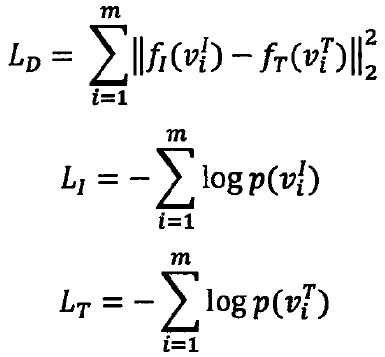 L_D = \sum_{i=1}^{m} \left\| f_I(v_i^I) - f_T(v_i^T) \right\|_2^2
L_I = -\sum_{i=1}^{m} \log p(v_i^I)
L_T = -\sum_{i=1}^{m} \log p(v_i^T)